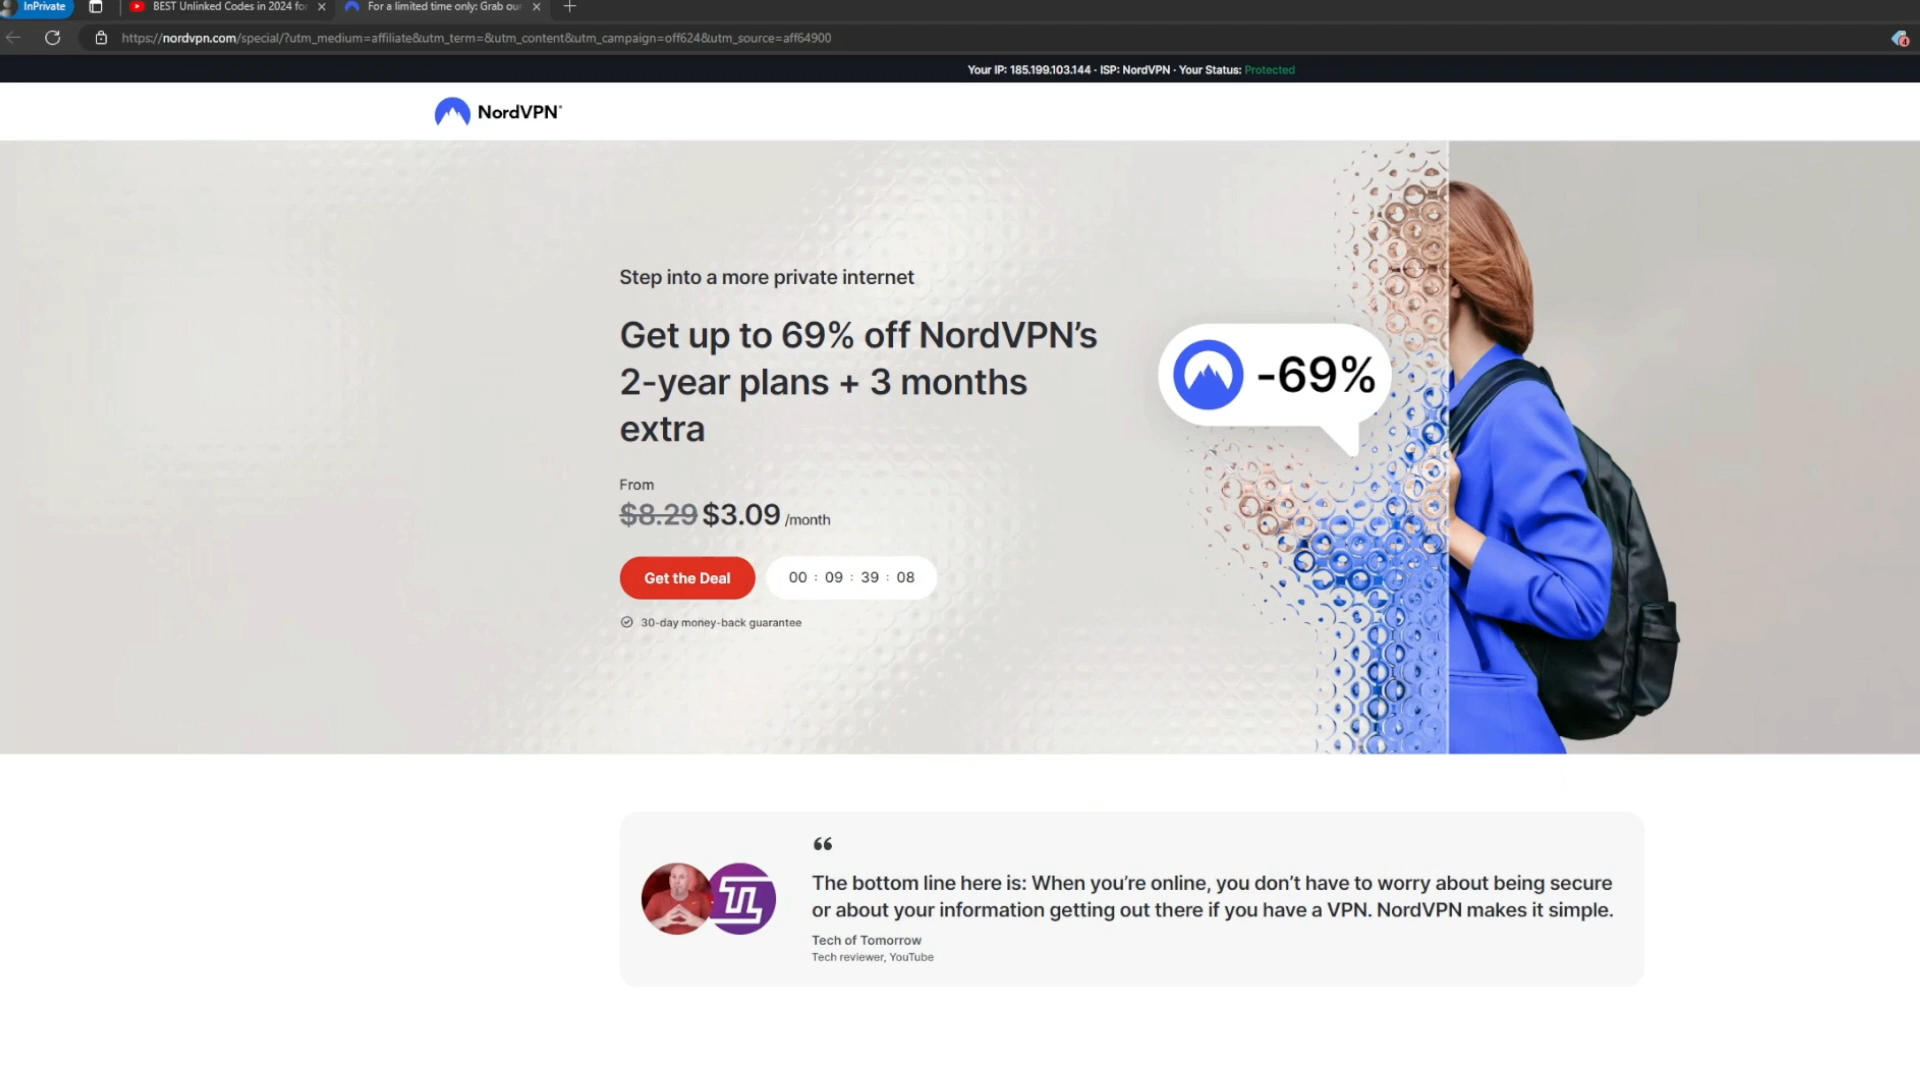 InPrivate
BEST Unlinked Codes in 2024 for
For a limited time only: Grab our
https://nordvpn.com/special/?utm_medium=affiliate&utm_term=&utm_content&utm_campaign=off624&utm_source=aff64900
4
Your IP: 185.199.103.144 · ISP: NordVPN · Your Status: Protected
NordVPN®
Step into a more private internet
Get up to 69% off NordVPN’s
2-year plans + 3 months
extra
-69%
From
$8.29 $3.09 /month
Get the Deal
00 : 09 : 39 : 08
30-day money-back guarantee
“
The bottom line here is: When you’re online, you don’t have to worry about being secure
or about your information getting out there if you have a VPN. NordVPN makes it simple.
Tech of Tomorrow
Tech reviewer, YouTube